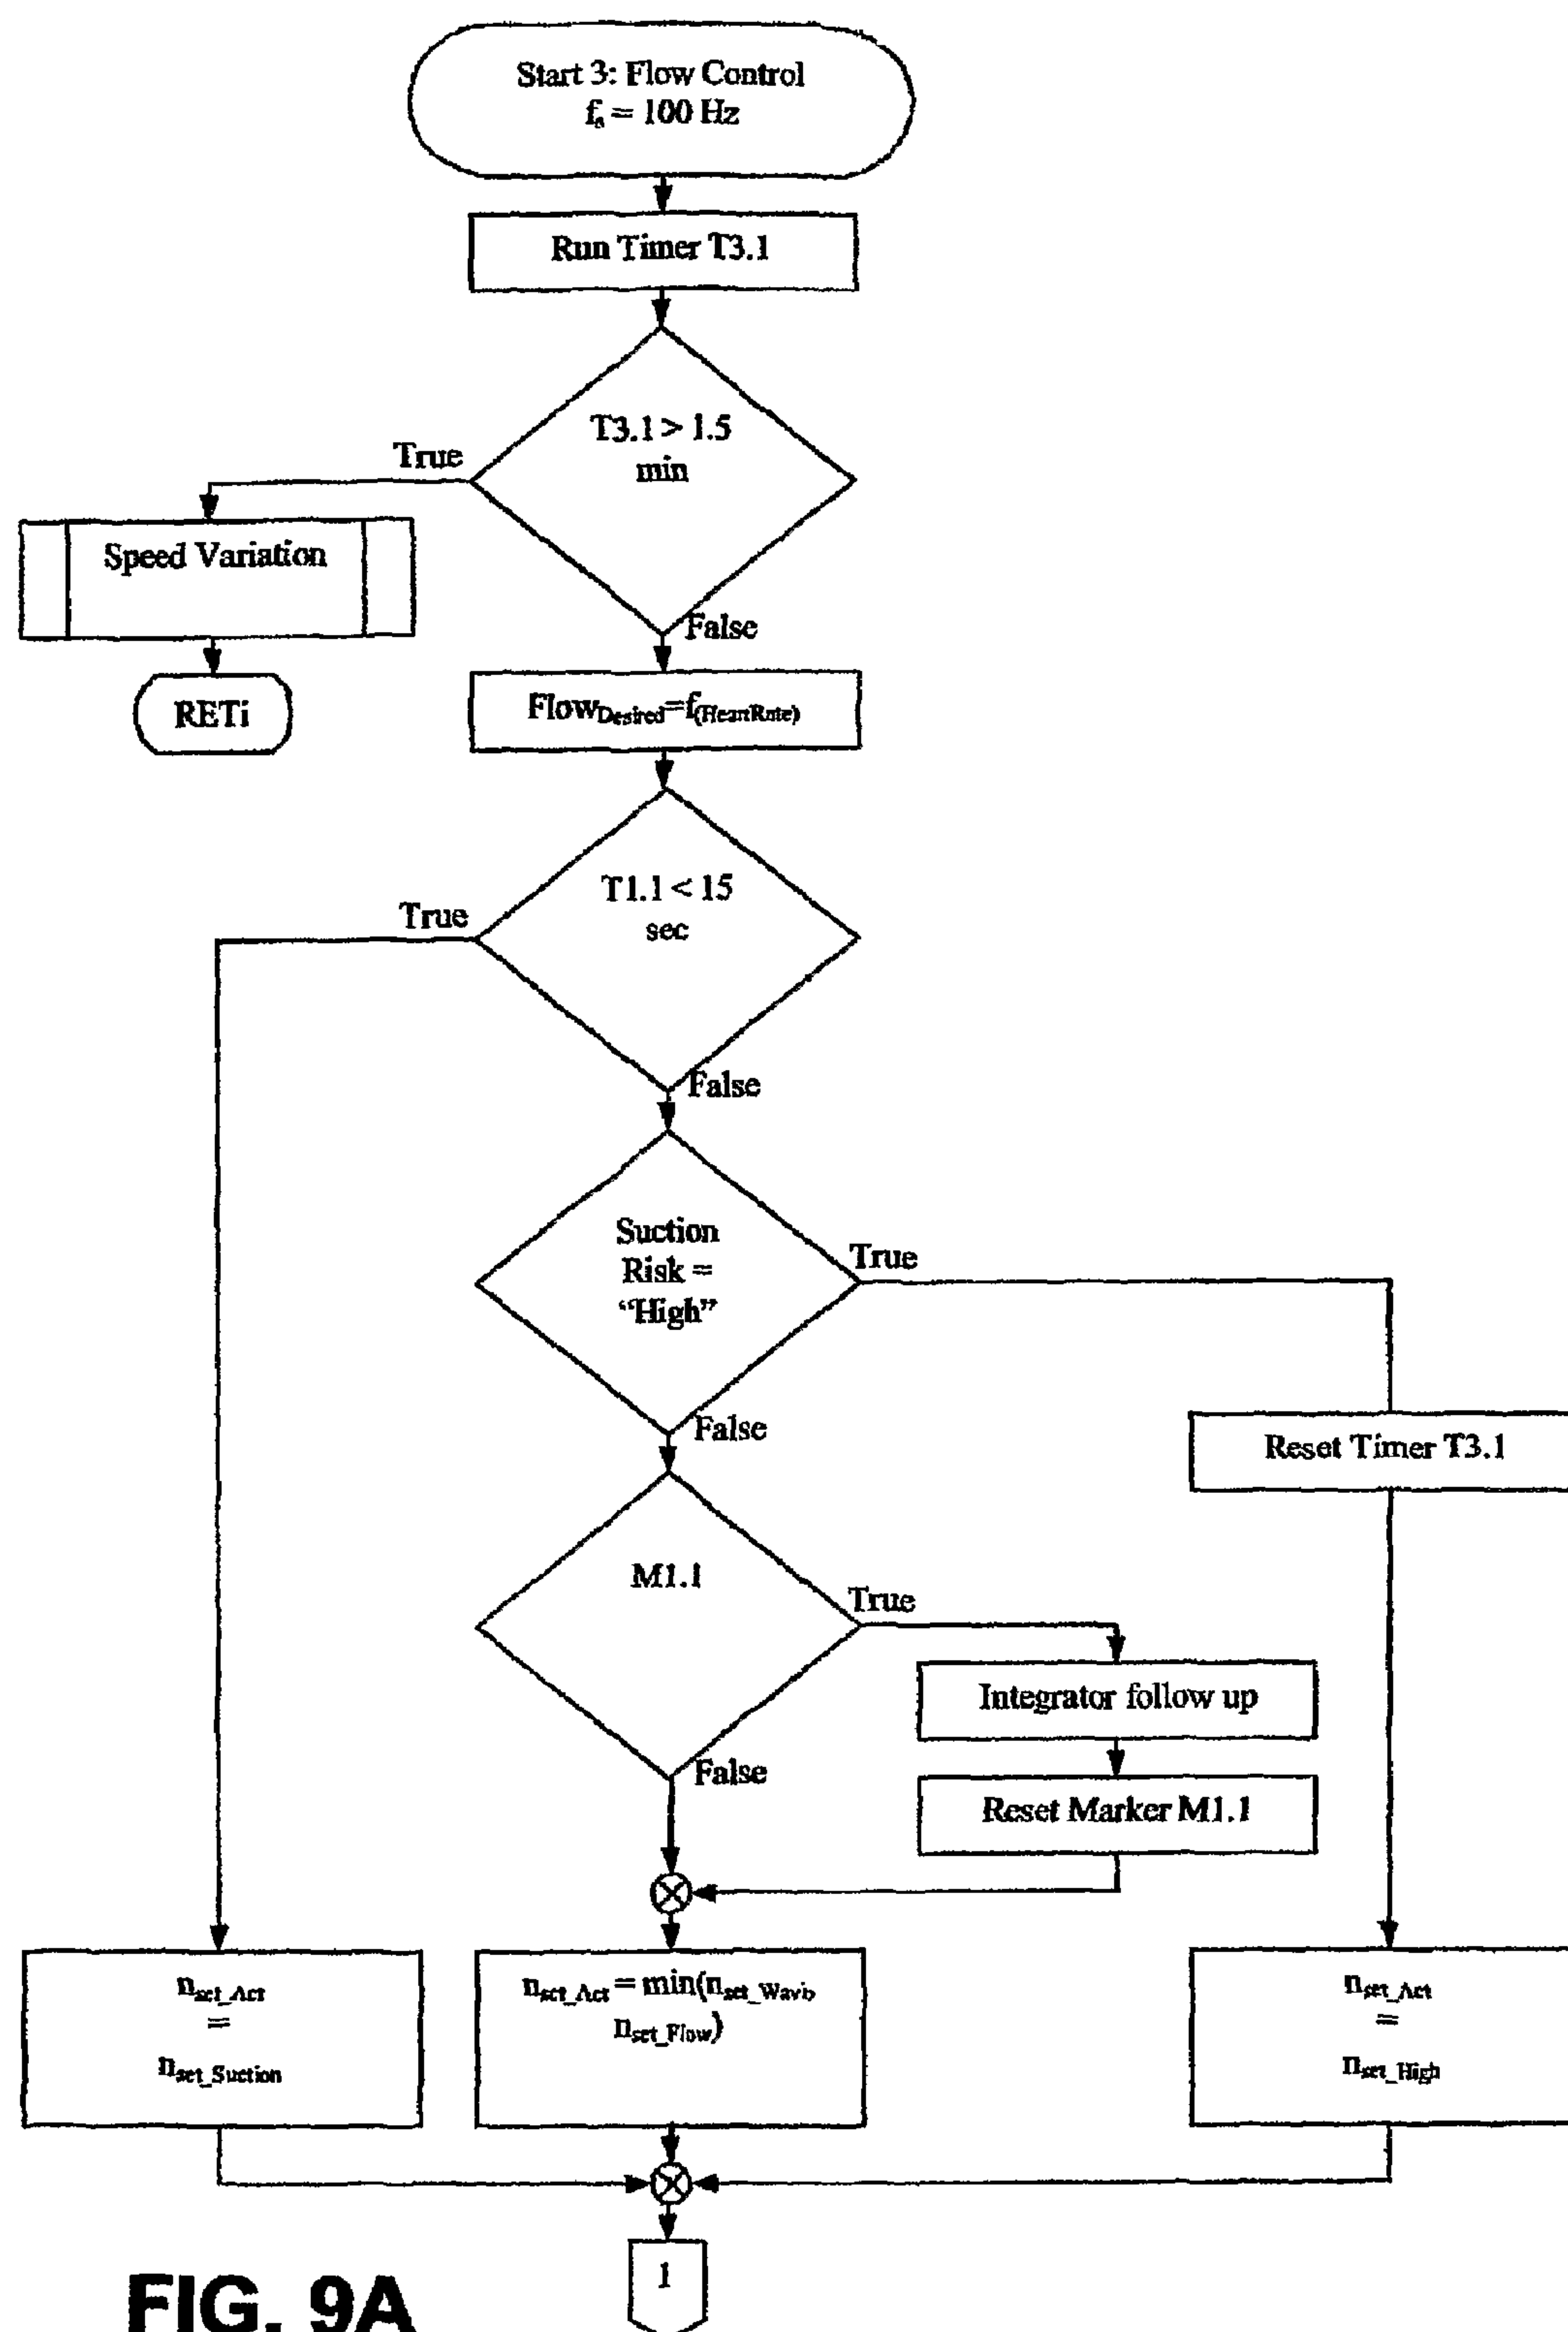 Start 3: Flow Control
fₛ = 100 Hz
Run Timer T3.1
T3.1 > 1.5
min
True
False
Speed Variation
RETi
Flow_Desired=f_(HeartRate)
T1.1 < 15
sec
True
False
Suction
Risk =
“High”
True
False
Reset Timer T3.1
M1.1
True
False
Integrator follow up
Reset Marker M1.1
n_set_Act
=
n_set_Suction
n_set_Act = min(n_set_Wavb,
n_set_Flow)
n_set_Act
=
n_set_High
1
FIG. 9A